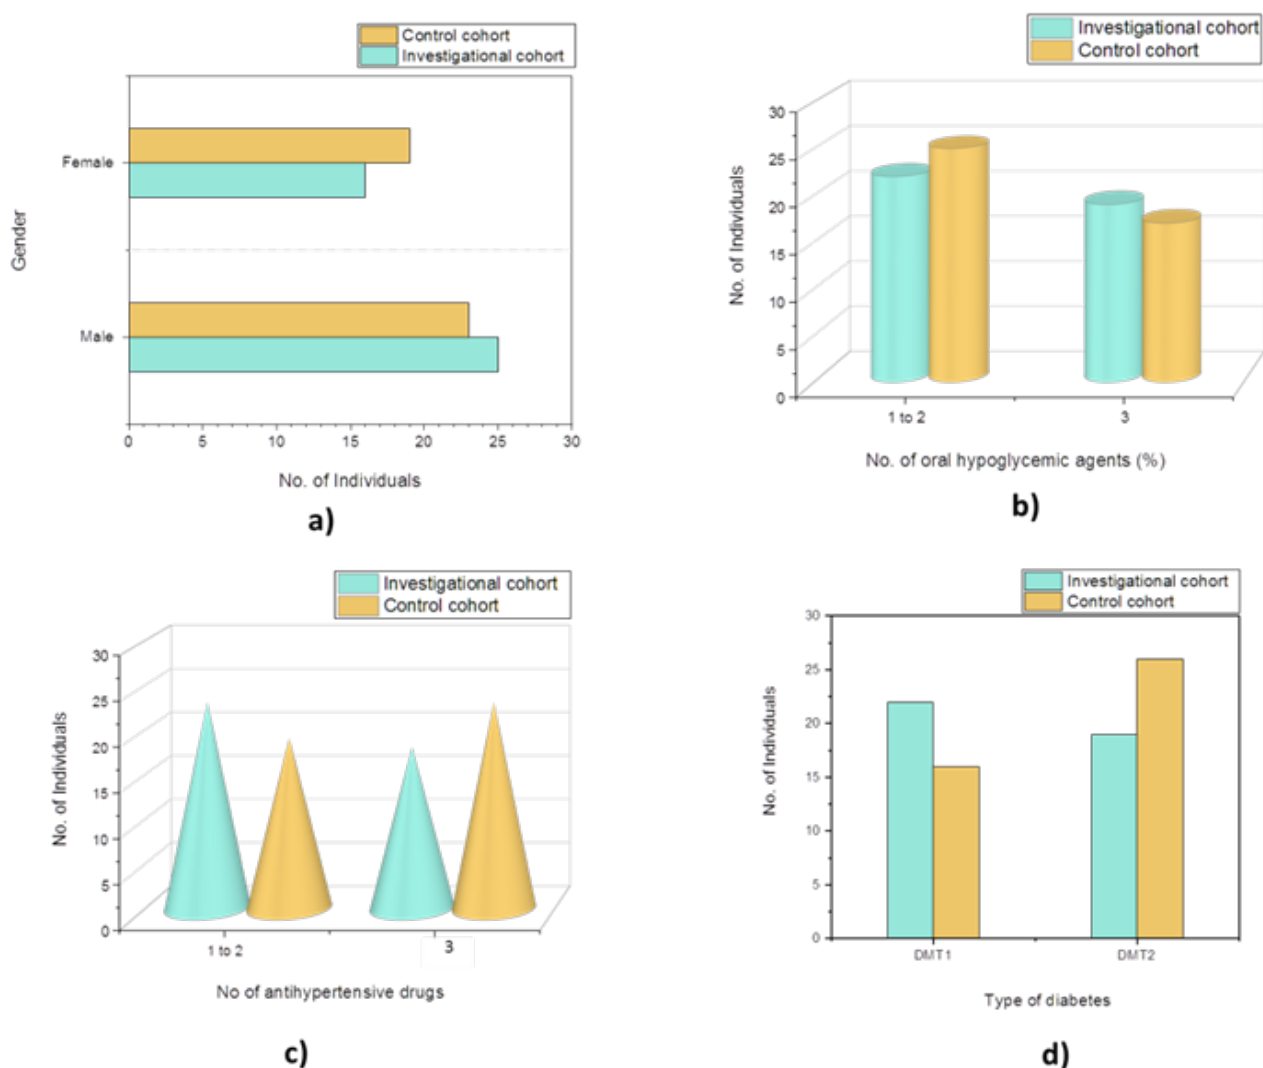 Control cohort
Investigational cohort
Gender
Female
Male
0 5 10 15 20 25 30
No. of Individuals
a)
Investigational cohort
Control cohort
No. of Individuals
30
25
20
15
10
5
0
1 to 2 3
No. of oral hypoglycemic agents (%)
b)
Investigational cohort
Control cohort
No. of Individuals
30
25
20
15
10
5
0
1 to 2 3
No of antihypertensive drugs
c)
Investigational cohort
Control cohort
No. of Individuals
30
25
20
15
10
5
0
DMT1 DMT2
Type of diabetes
d)